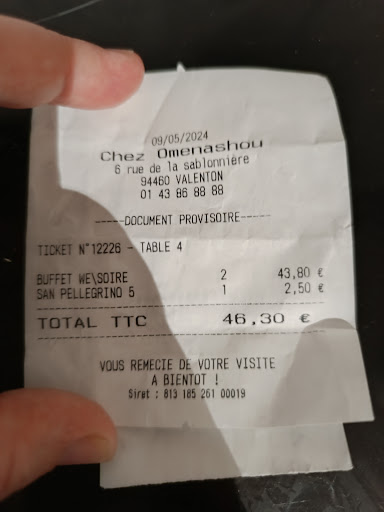 09/05/2024
Chez Omenashou
6 rue de la sablonnière
94460 VALENTON
01 43 86 88 88
-----DOCUMENT PROVISOIRE-----
TICKET N°12226 - TABLE 4
BUFFET WE\SOIRE 2 43,80 €
SAN PELLEGRINO 5 1 2,50 €
TOTAL TTC 46,30 €
VOUS REMECIE DE VOTRE VISITE
A BIENTOT !
Siret : 813 185 261 00019